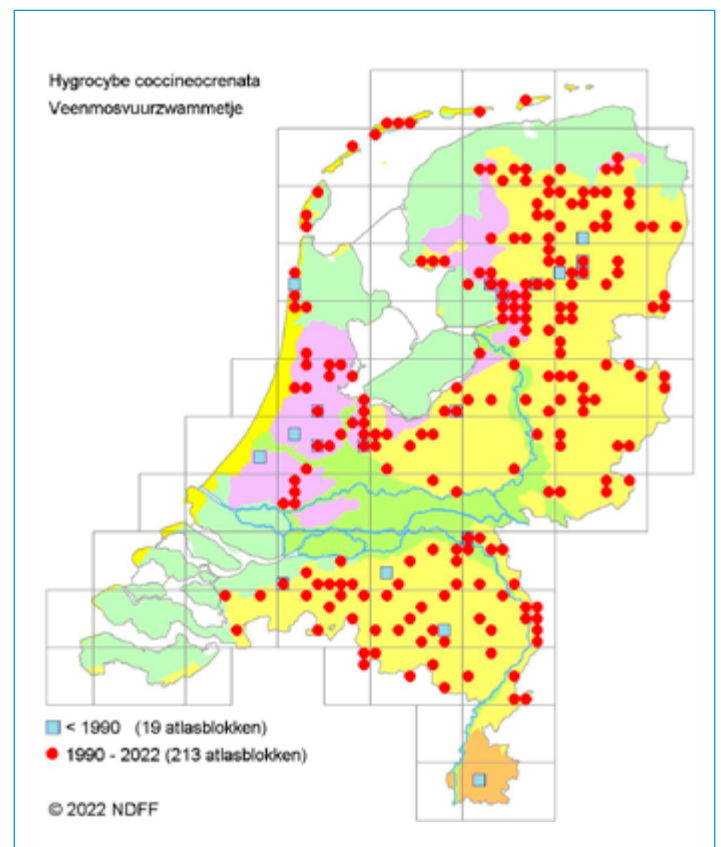 Hygrocybe coccineocrenata
Veenmosvuurzwammetje
< 1990 (19 atlasblokken)
1990 - 2022 (213 atlasblokken)
© 2022 NDFF